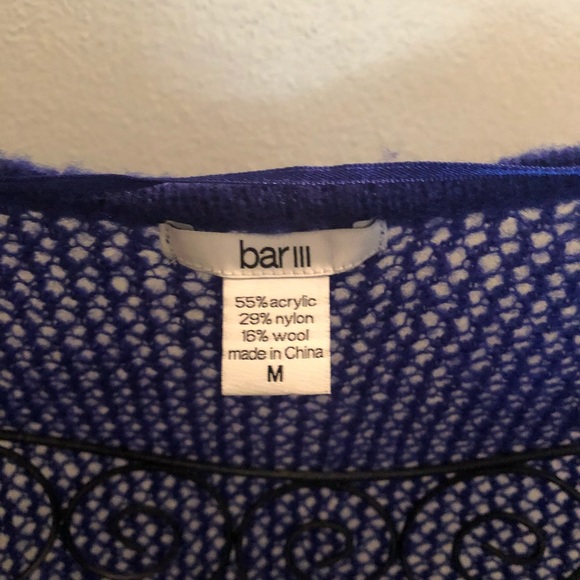 bar III
55% acrylic
29% nylon
16% wool
made in China
M